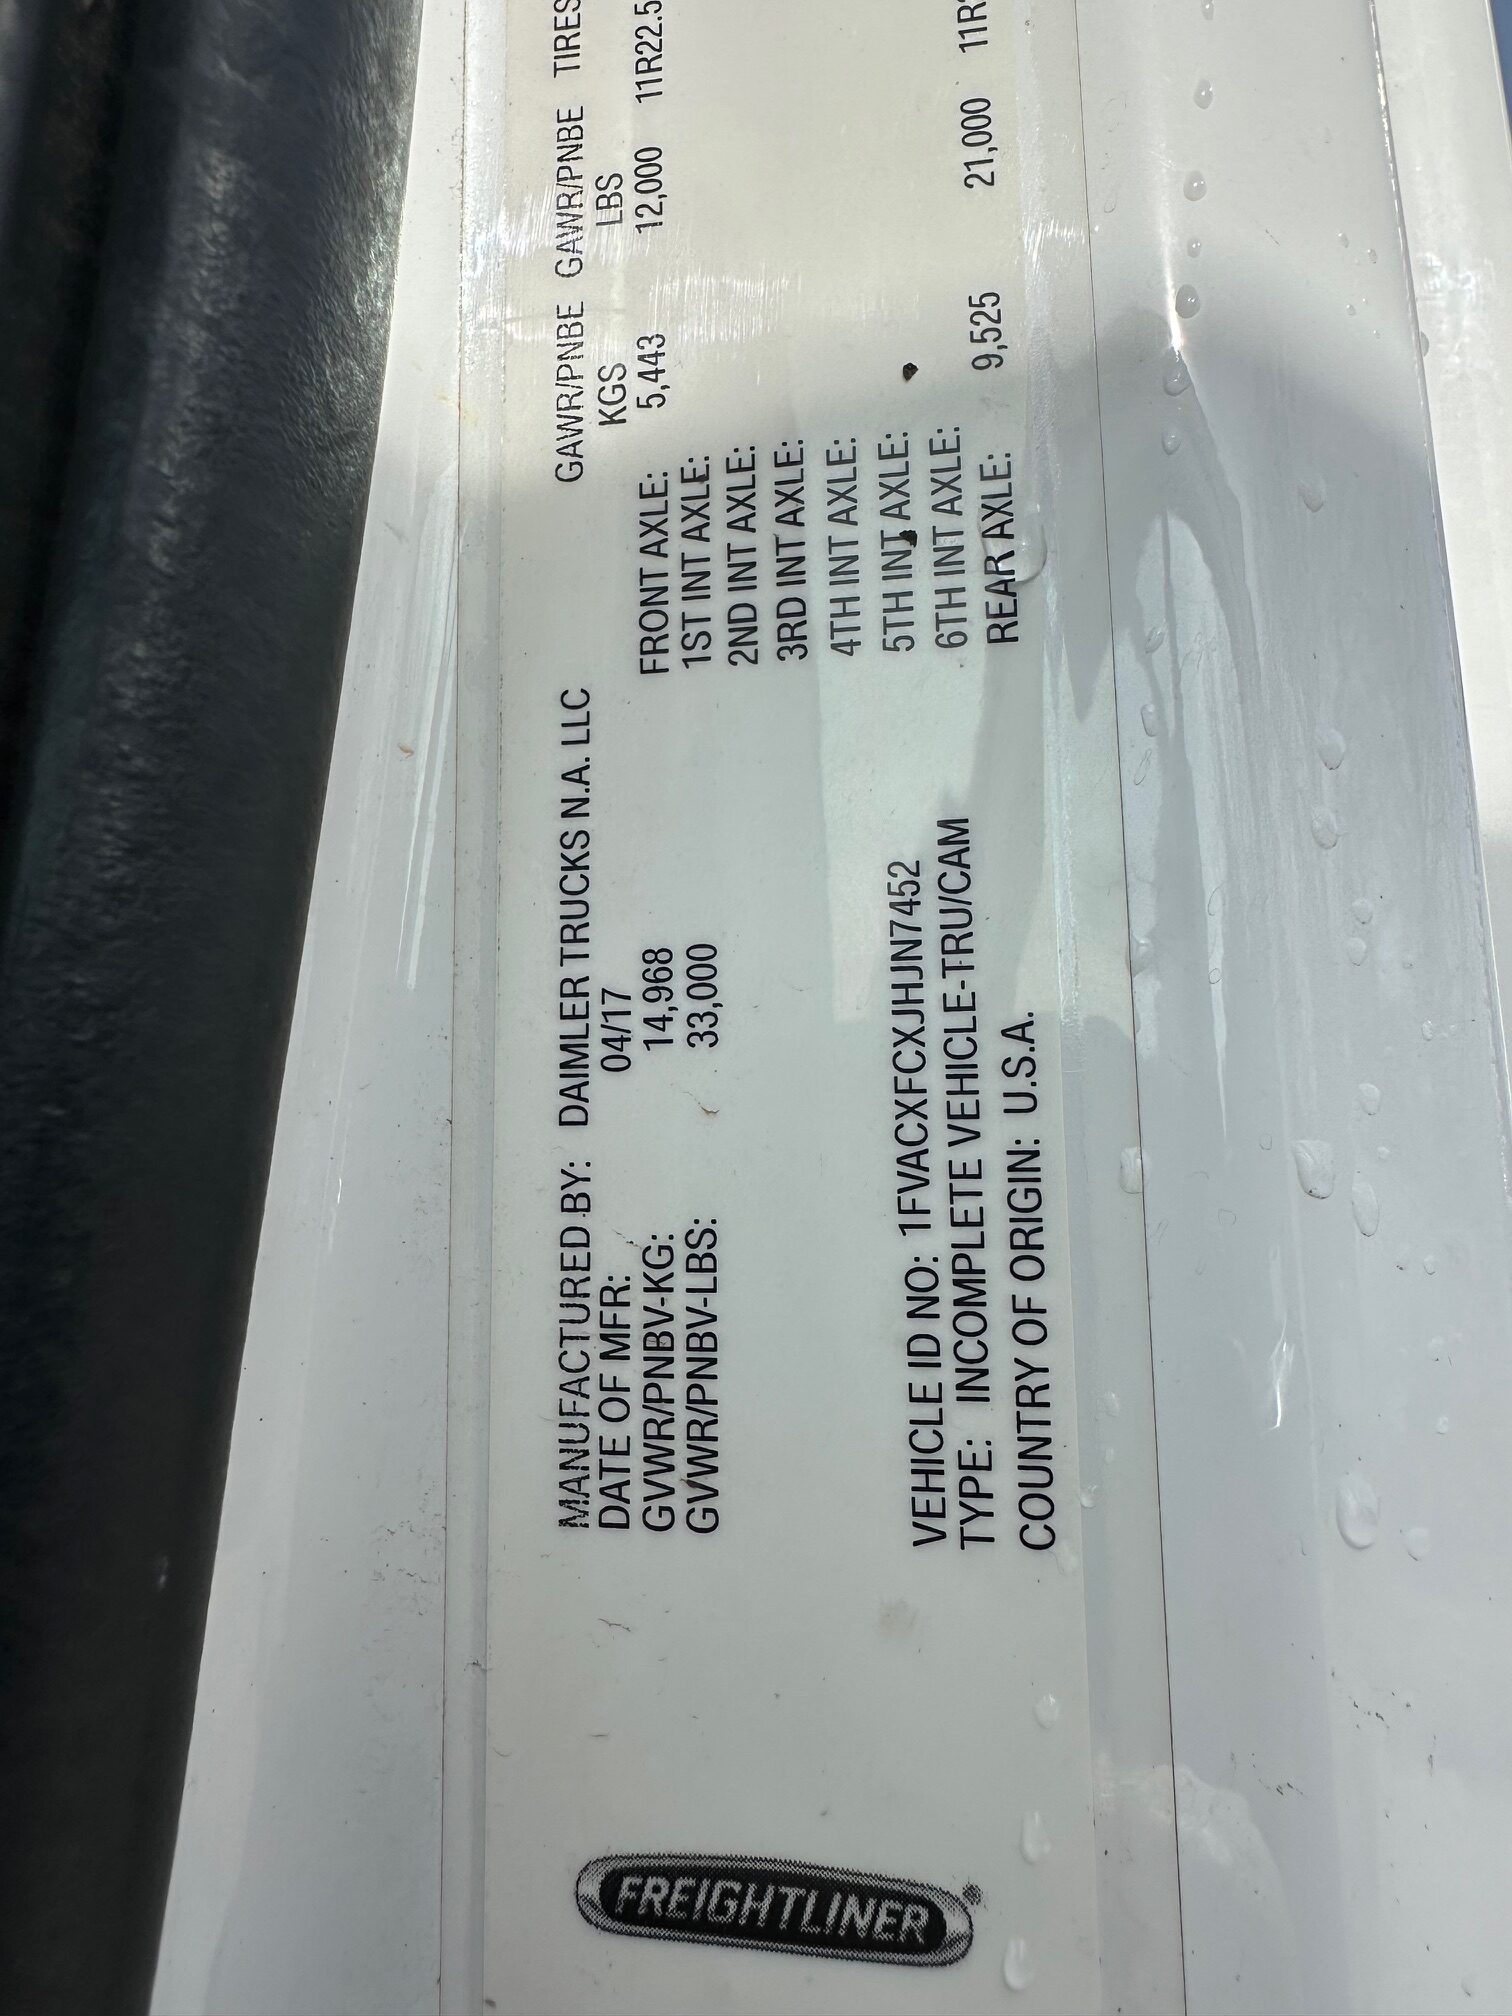 FREIGHTLINER®
MANUFACTURED BY: DAIMLER TRUCKS N.A. LLC
DATE OF MFR: 04/17
GVWR/PNBV-KG: 14,968
GVWR/PNBV-LBS: 33,000
VEHICLE ID NO: 1FVACXFCXJHJN7452
TYPE: INCOMPLETE VEHICLE-TRU/CAM
COUNTRY OF ORIGIN: U.S.A.
GAWR/PNBE GAWR/PNBE TIRES
KGS LBS
FRONT AXLE: 5,443 12,000 11R22.5
1ST INT AXLE:
2ND INT AXLE:
3RD INT AXLE:
4TH INT AXLE:
5TH INT AXLE:
6TH INT AXLE:
REAR AXLE: 9,525 21,000